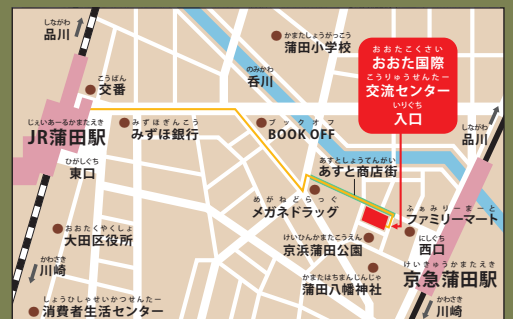 しながわ
品川
こうばん
交番
じぇいあーるかまたえき
JR蒲田駅
みずほぎんこう
みずほ銀行
ひがしぐち
東口
おおたくやくしょ
大田区役所
かわさき
川崎
しょうひしゃせいかつせんたー
消費者生活センター
かまたしょうがっこう
蒲田小学校
のみかわ
呑川
ブックオフ
BOOK OFF
おおたこくさい
おおた国際
こうりゅうせんたー
交流センター
いりぐち
入口
しながわ
品川
あすとしょうてんがい
あすと商店街
めがねどらっぐ
メガネドラッグ
ふぁみりーまーと
ファミリーマート
けいひんかまたこうえん
京浜蒲田公園
にしぐち
西口
かまたはちまんじんじゃ
蒲田八幡神社
けいきゅうかまたえき
京急蒲田駅
かわさき
川崎